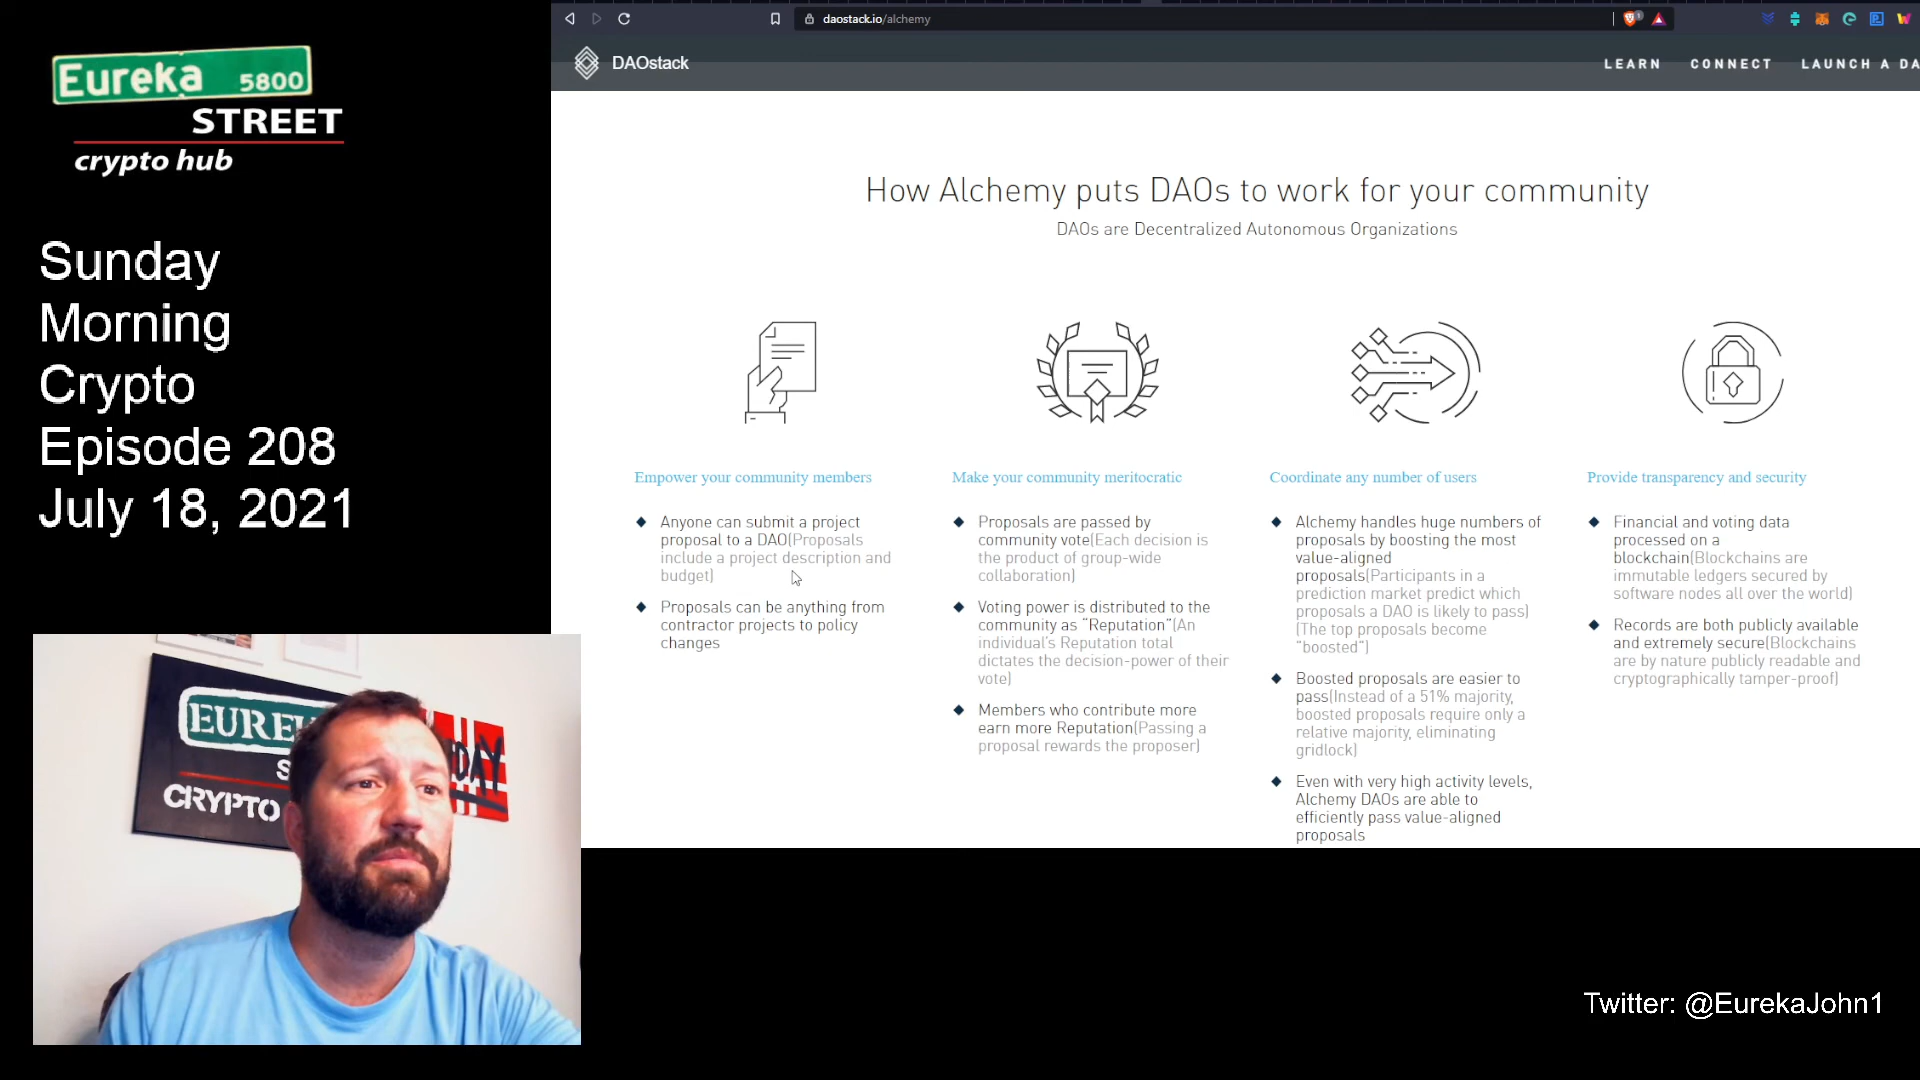 Eureka 5800
STREET
crypto hub
Sunday
Morning
Crypto
Episode 208
July 18, 2021
daostack.io/alchemy
DAOstack
LEARN
CONNECT
LAUNCH A DA
How Alchemy puts DAOs to work for your community
DAOs are Decentralized Autonomous Organizations
Empower your community members
Anyone can submit a project
proposal to a DAO(Proposals
include a project description and
budget)
Proposals can be anything from
contractor projects to policy
changes
Make your community meritocratic
Proposals are passed by
community vote(Each decision is
the product of group-wide
collaboration)
Voting power is distributed to the
community as “Reputation”(An
individual’s Reputation total
dictates the decision-power of their
vote)
Members who contribute more
earn more Reputation(Passing a
proposal rewards the proposer)
Coordinate any number of users
Alchemy handles huge numbers of
proposals by boosting the most
value-aligned
proposals(Participants in a
prediction market predict which
proposals a DAO is likely to pass)
(The top proposals become
“boosted”)
Boosted proposals are easier to
pass(Instead of a 51% majority,
boosted proposals require only a
relative majority, eliminating
gridlock)
Even with very high activity levels,
Alchemy DAOs are able to
efficiently pass value-aligned
proposals
Provide transparency and security
Financial and voting data
processed on a
blockchain(Blockchains are
immutable ledgers secured by
software nodes all over the world)
Records are both publicly available
and extremely secure(Blockchains
are by nature publicly readable and
cryptographically tamper-proof)
EURE
S
CRYPTO
DAY
Twitter: @EurekaJohn1